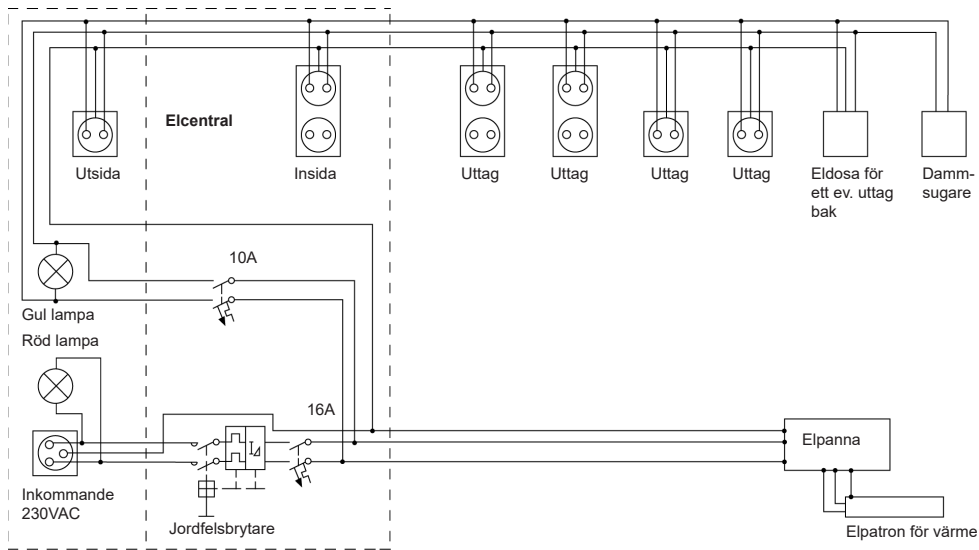 Elcentral
Utsida
Insida
Uttag
Uttag
Uttag
Uttag
Eldosa för
ett ev. uttag
bak
Damm-
sugare
10A
Gul lampa
Röd lampa
16A
I⊿
Elpanna
Inkommande
230VAC
Jordfelsbrytare
Elpatron för värme